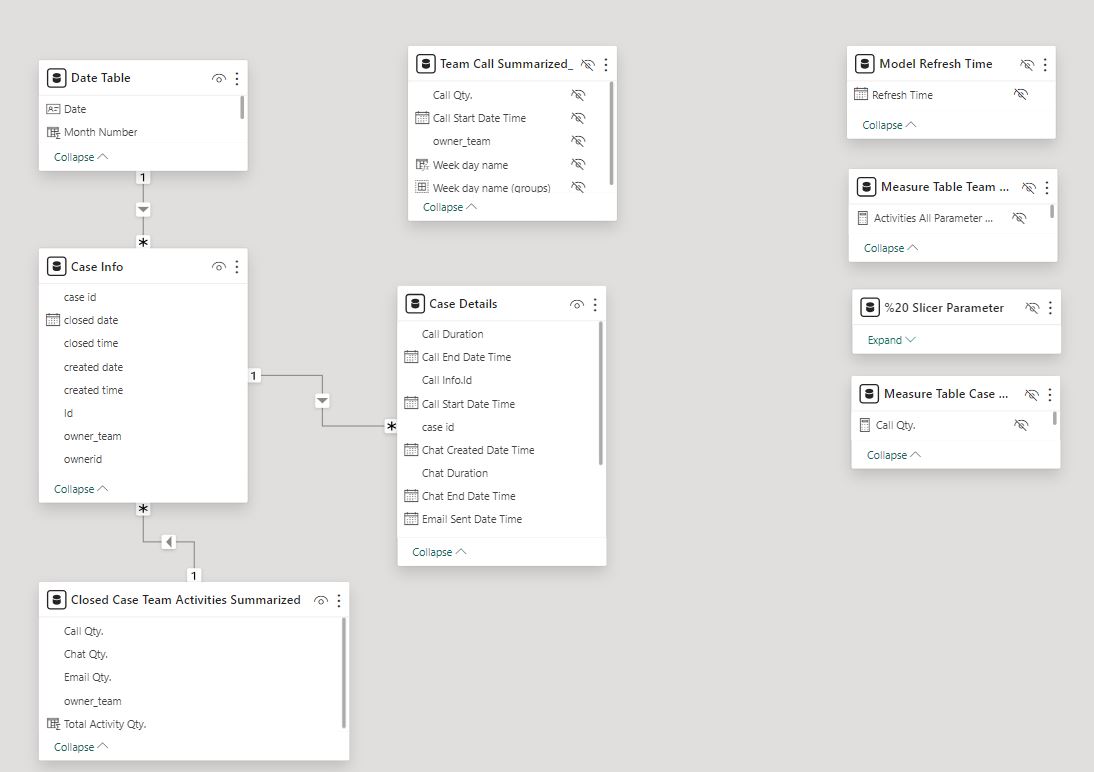 Date Table
Date
Month Number
Collapse
1
*
Case Info
case id
closed date
closed time
created date
created time
Id
owner_team
ownerid
Collapse
*
1
Closed Case Team Activities Summarized
Call Qty.
Chat Qty.
Email Qty.
owner_team
Total Activity Qty.
Collapse
Team Call Summarized_
Call Qty.
Call Start Date Time
owner_team
Week day name
Week day name (groups)
Collapse
1
*
Case Details
Call Duration
Call End Date Time
Call Info.Id
Call Start Date Time
case id
Chat Created Date Time
Chat Duration
Chat End Date Time
Email Sent Date Time
Collapse
Model Refresh Time
Refresh Time
Collapse
Measure Table Team ...
Activities All Parameter ...
Collapse
%20 Slicer Parameter
Expand
Measure Table Case ...
Call Qty.
Collapse